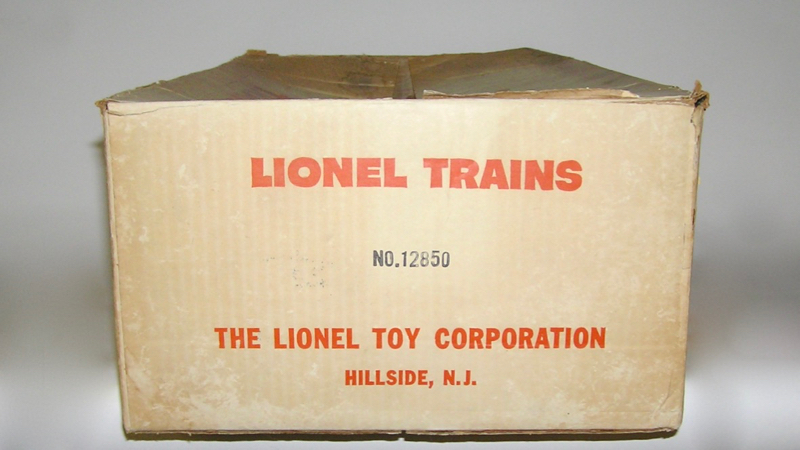 LIONEL TRAINS
NO.12850
THE LIONEL TOY CORPORATION
HILLSIDE, N.J.